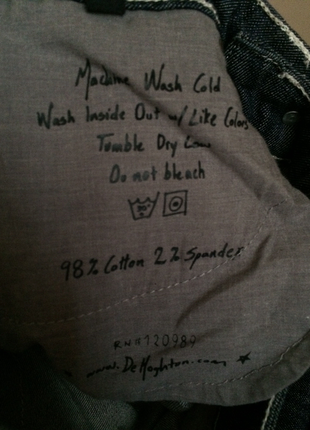 Machine Wash Cold
Wash Inside Out w/ Like Colors
Tumble Dry Low
Do not bleach
98% Cotton 2% Spandex
RN# 120989
www.DeHoghton.com